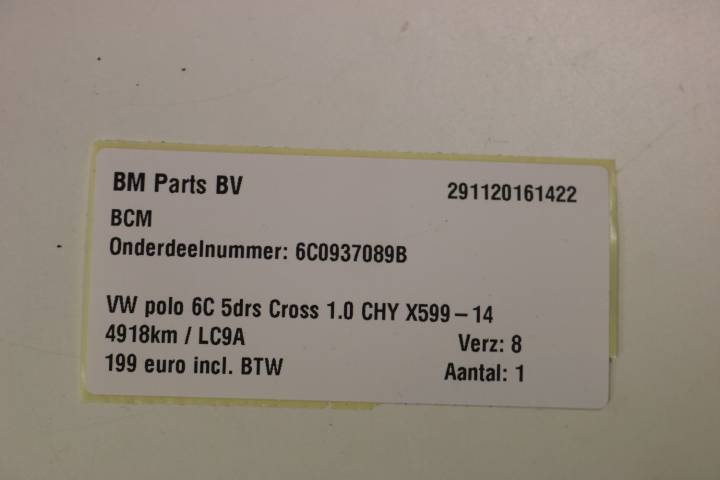 BM Parts BV 291120161422
BCM
Onderdeelnummer: 6C0937089B
VW polo 6C 5drs Cross 1.0 CHY X599-14
4918km / LC9A Verz: 8
199 euro incl. BTW Aantal: 1